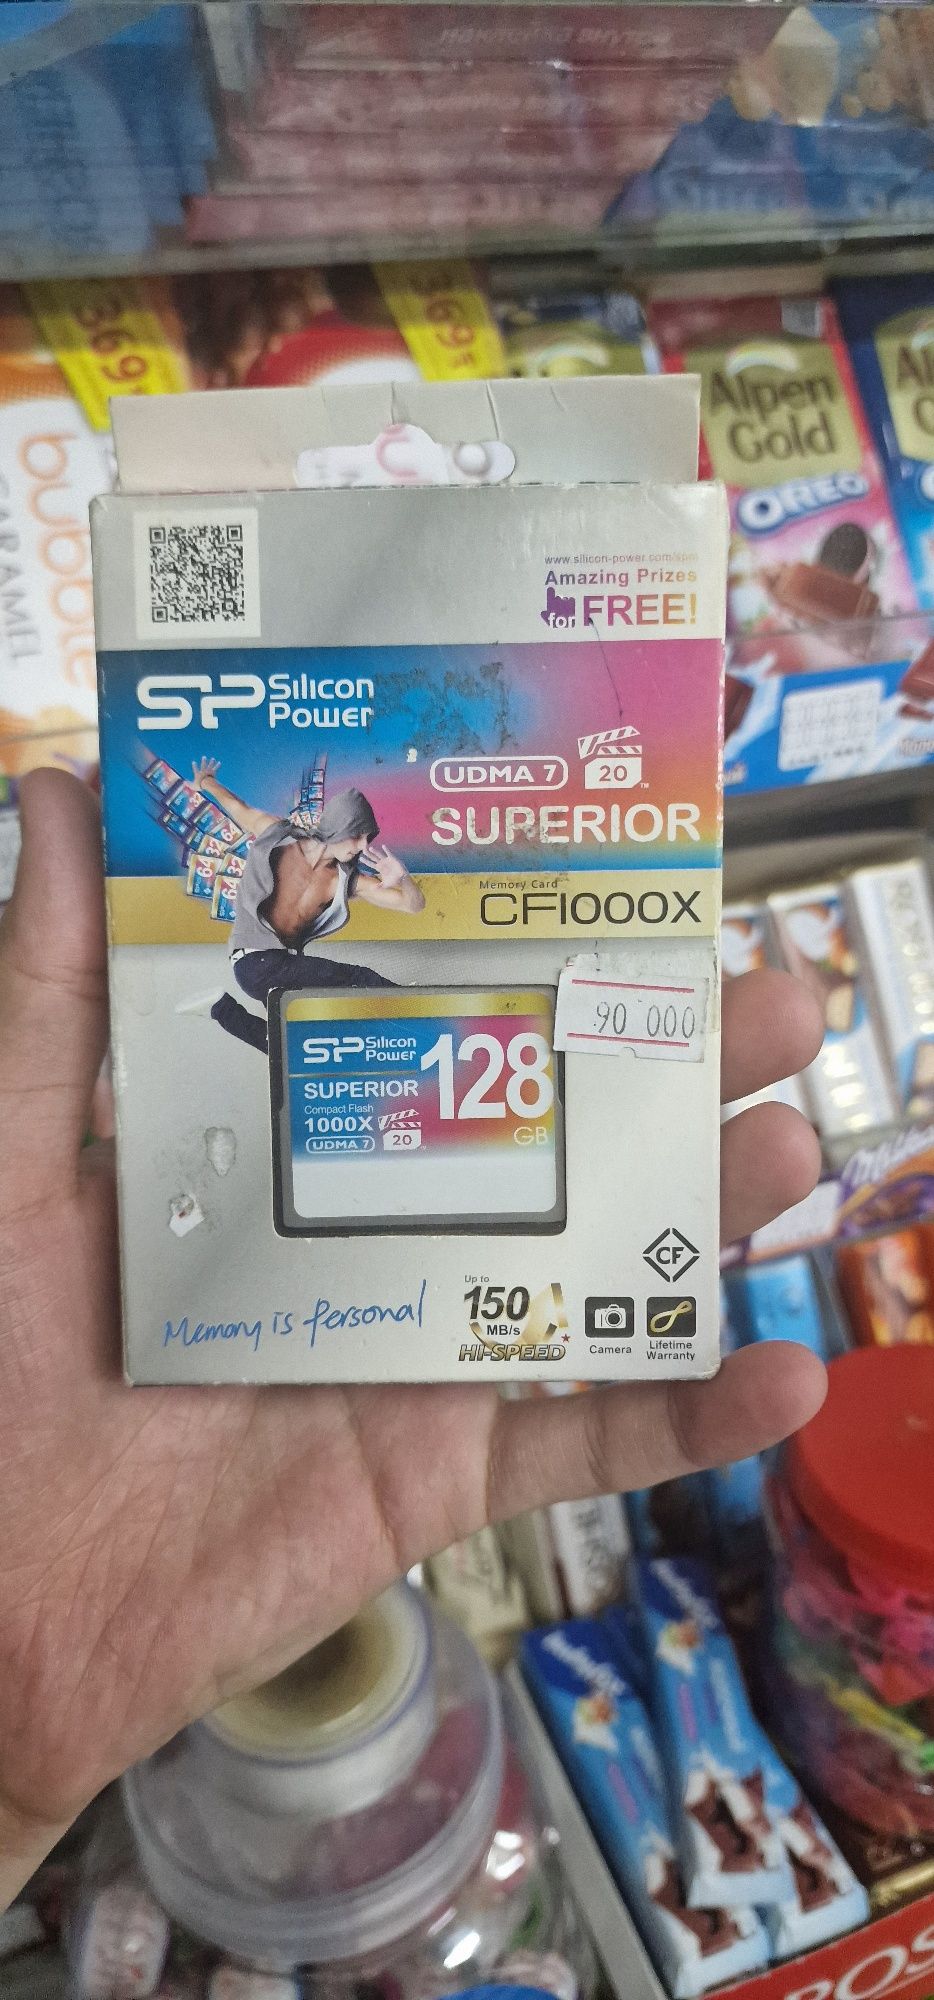 369
369
bubble
CARAMEL
Alpen
Gold
OREO
www.silicon-power.com/spm
Amazing Prizes
for FREE!
SP Silicon
Power
UDMA 7
20
SUPERIOR
Memory Card
CF1000X
90 000
SP Silicon
Power
128
GB
SUPERIOR
Compact Flash
1000X
UDMA 7
20
CF
Memory is Personal
Up to
150
MB/s
HI-SPEED
Camera
Lifetime
Warranty
Milka